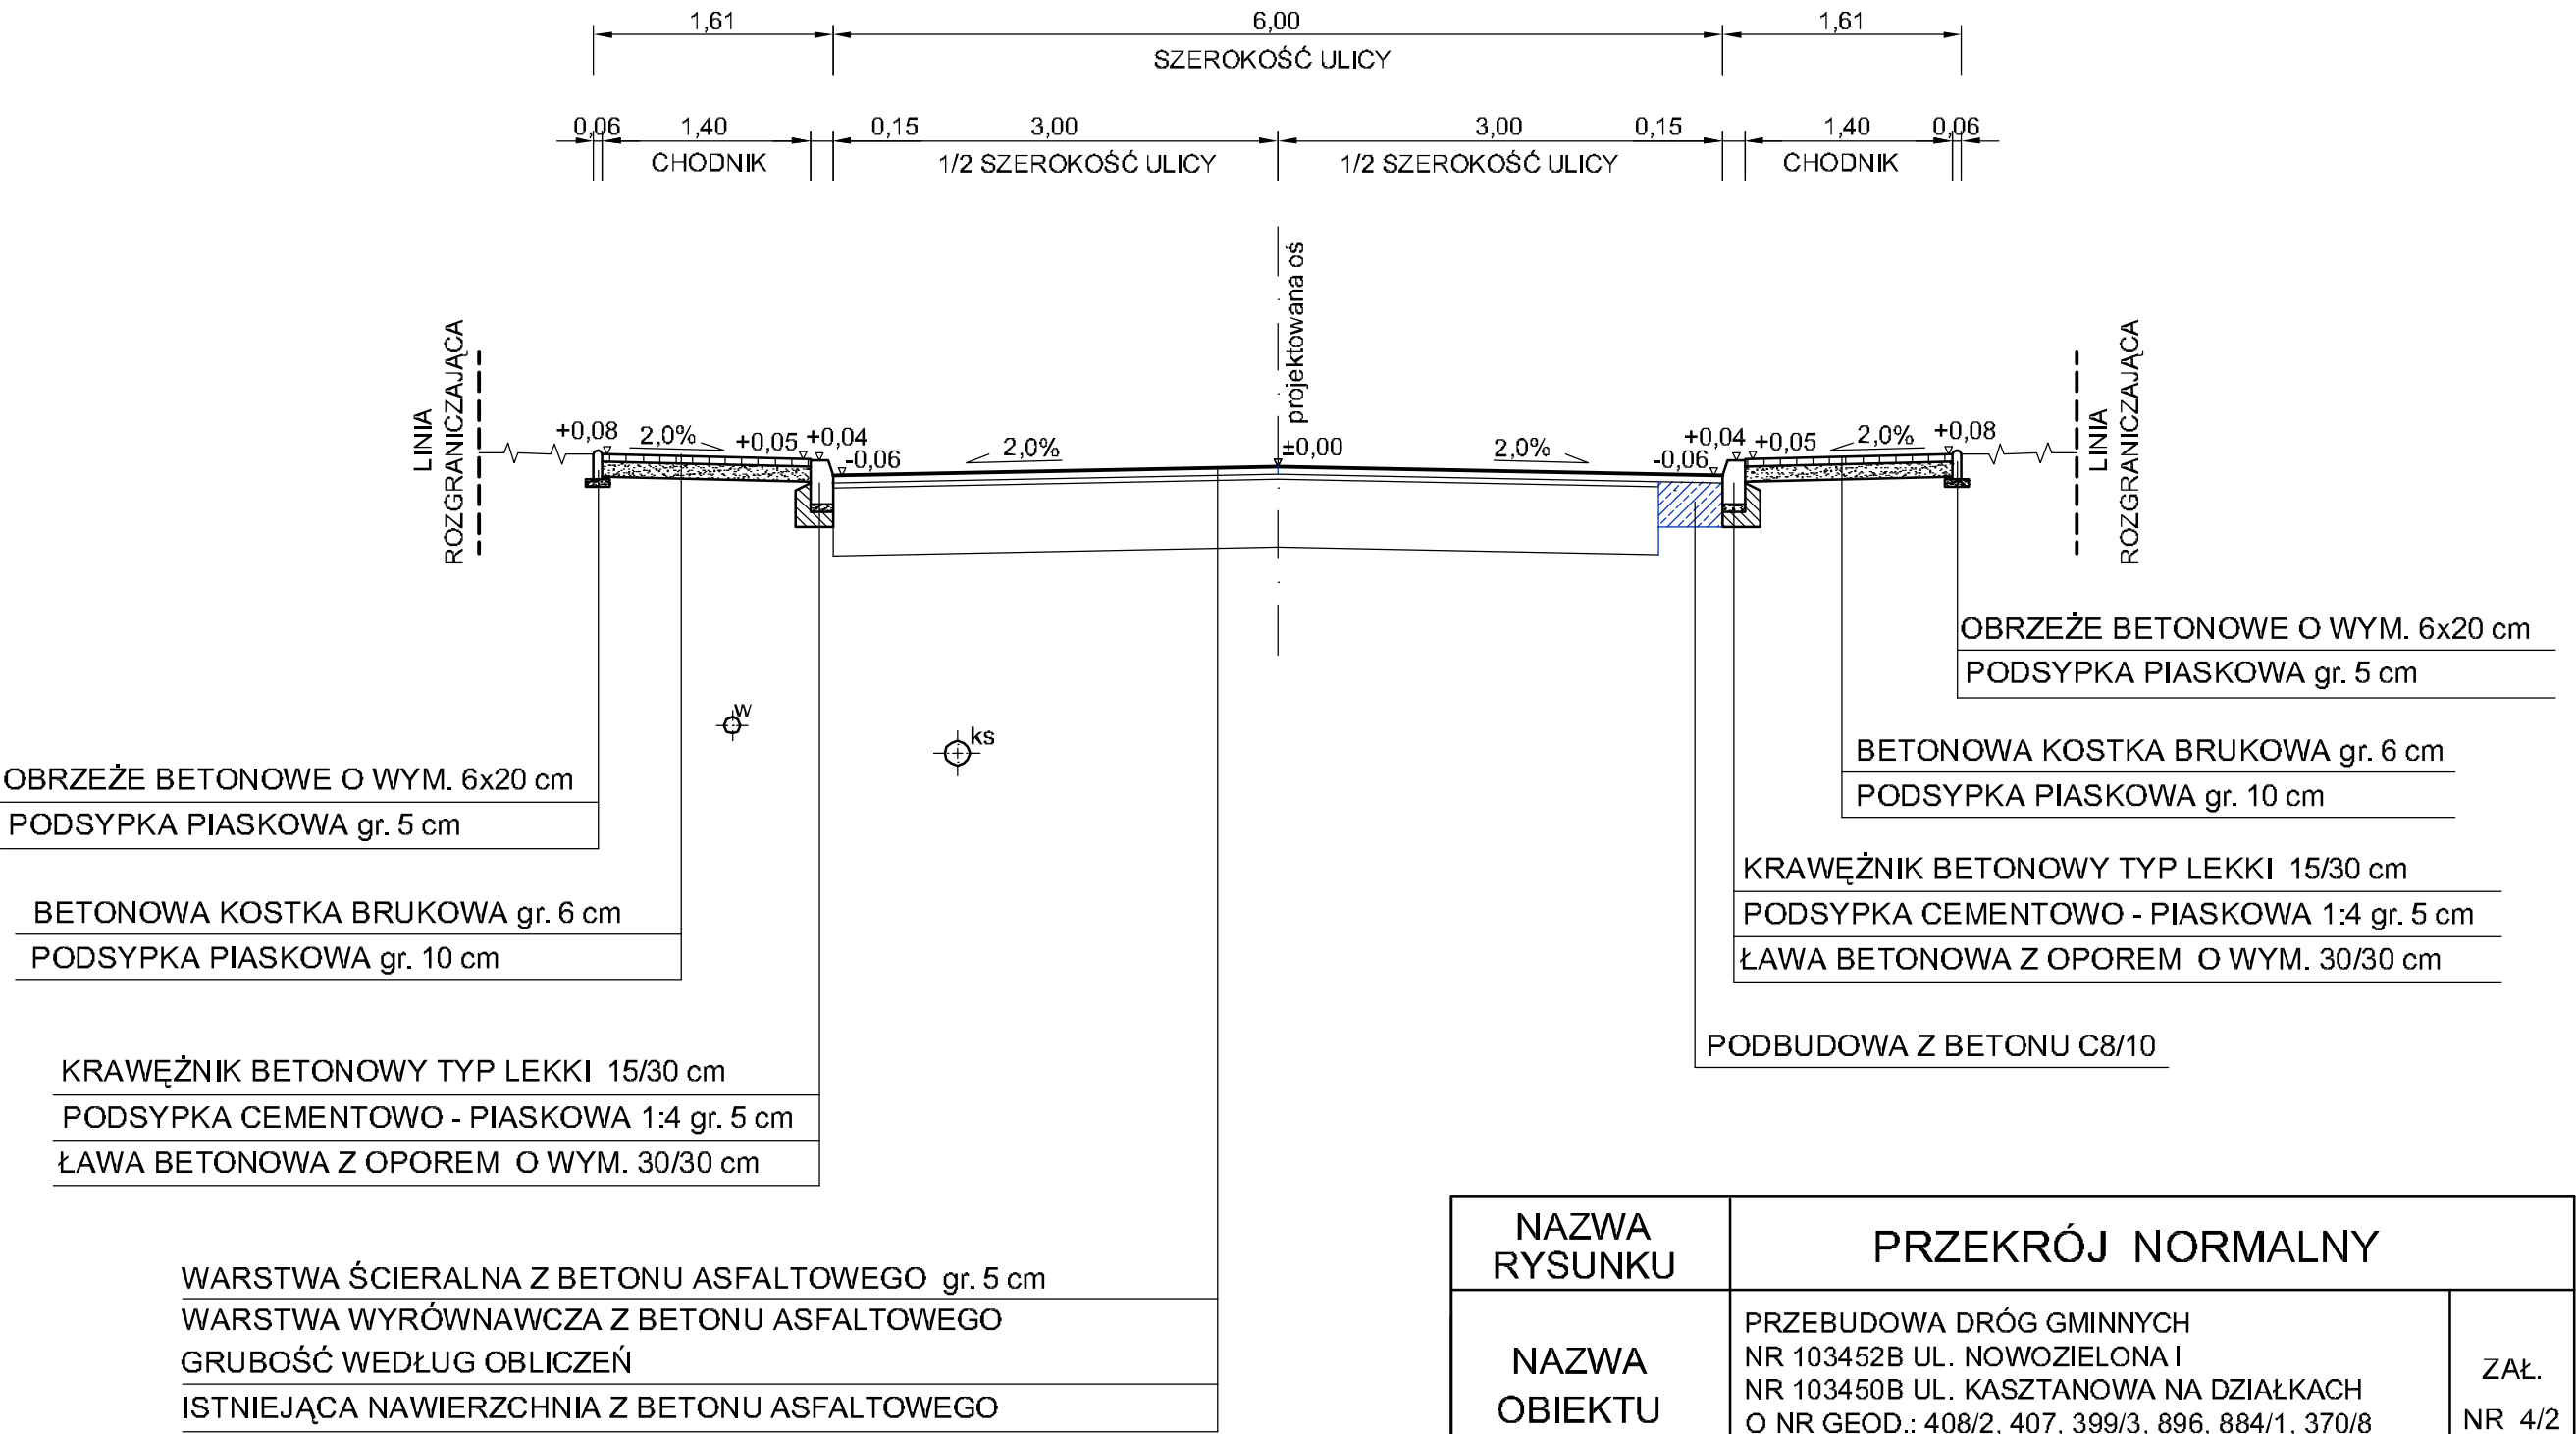 1,61 6,00 1,61
SZEROKOŚĆ ULICY
0,06 1,40 0,15 3,00 3,00 0,15 1,40 0,06
CHODNIK 1/2 SZEROKOŚĆ ULICY 1/2 SZEROKOŚĆ ULICY CHODNIK
projektowana oś
LINIA
ROZGRANICZAJĄCA
LINIA
ROZGRANICZAJĄCA
+0,08 2,0% +0,05 +0,04 -0,06 2,0% ±0,00 2,0% -0,06 +0,04 +0,05 2,0% +0,08
OBRZEŻE BETONOWE O WYM. 6x20 cm
PODSYPKA PIASKOWA gr. 5 cm
w
ks
BETONOWA KOSTKA BRUKOWA gr. 6 cm
PODSYPKA PIASKOWA gr. 10 cm
OBRZEŻE BETONOWE O WYM. 6x20 cm
PODSYPKA PIASKOWA gr. 5 cm
KRAWĘŻNIK BETONOWY TYP LEKKI 15/30 cm
PODSYPKA CEMENTOWO - PIASKOWA 1:4 gr. 5 cm
ŁAWA BETONOWA Z OPOREM O WYM. 30/30 cm
BETONOWA KOSTKA BRUKOWA gr. 6 cm
PODSYPKA PIASKOWA gr. 10 cm
PODBUDOWA Z BETONU C8/10
KRAWĘŻNIK BETONOWY TYP LEKKI 15/30 cm
PODSYPKA CEMENTOWO - PIASKOWA 1:4 gr. 5 cm
ŁAWA BETONOWA Z OPOREM O WYM. 30/30 cm
WARSTWA ŚCIERALNA Z BETONU ASFALTOWEGO gr. 5 cm
WARSTWA WYRÓWNAWCZA Z BETONU ASFALTOWEGO
GRUBOŚĆ WEDŁUG OBLICZEŃ
ISTNIEJĄCA NAWIERZCHNIA Z BETONU ASFALTOWEGO
NAZWA
RYSUNKU
PRZEKRÓJ NORMALNY
NAZWA
OBIEKTU
PRZEBUDOWA DRÓG GMINNYCH
NR 103452B UL. NOWOZIELONA I
NR 103450B UL. KASZTANOWA NA DZIAŁKACH
O NR GEOD.: 408/2, 407, 399/3, 896, 884/1, 370/8
ZAŁ.
NR 4/2